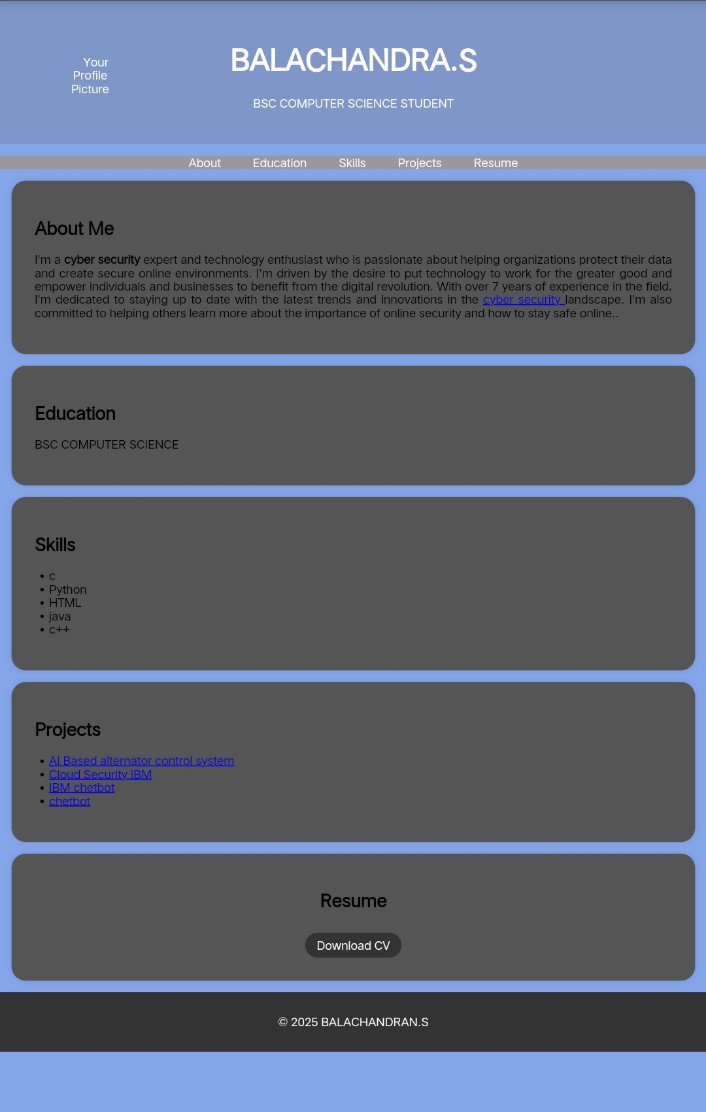 Your
Profile
Picture
BALACHANDRA.S
BSC COMPUTER SCIENCE STUDENT
About Education Skills Projects Resume
About Me
I'm a cyber security expert and technology enthusiast who is passionate about helping organizations protect their data
and create secure online environments. I'm driven by the desire to put technology to work for the greater good and
empower individuals and businesses to benefit from the digital revolution. With over 7 years of experience in the field,
I'm dedicated to staying up to date with the latest trends and innovations in the cyber security landscape. I'm also
committed to helping others learn more about the importance of online security and how to stay safe online..
Education
BSC COMPUTER SCIENCE
Skills
• c
• Python
• HTML
• java
• c++
Projects
• AI Based alternator control system
• Cloud Security IBM
• IBM chetbot
• chetbot
Resume
Download CV
© 2025 BALACHANDRAN.S